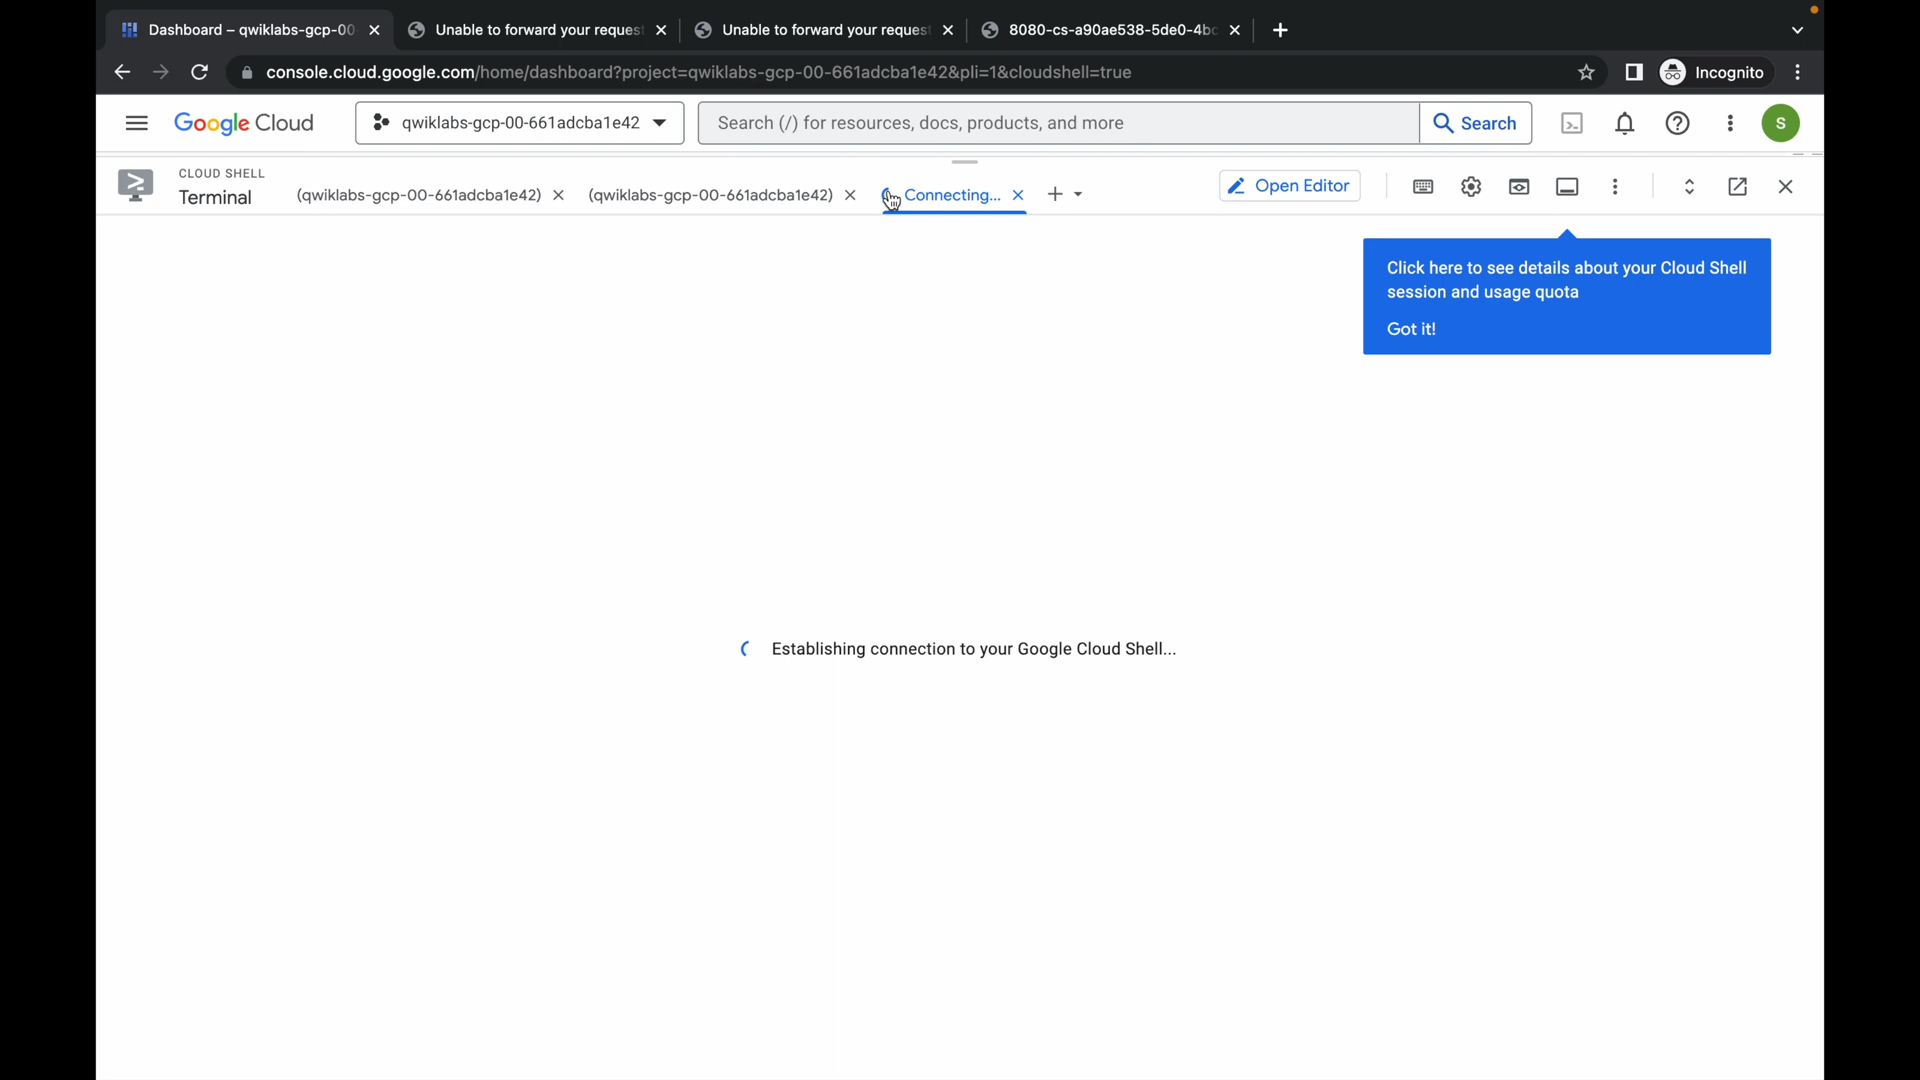 Dashboard – qwiklabs-gcp-00
Unable to forward your reques
Unable to forward your request
8080-cs-a90ae538-5de0-4bc
console.cloud.google.com/home/dashboard?project=qwiklabs-gcp-00-661adcba1e42&pli=1&cloudshell=true
Incognito
Google Cloud
qwiklabs-gcp-00-661adcba1e42
Search (/) for resources, docs, products, and more
Search
S
CLOUD SHELL
Terminal
(qwiklabs-gcp-00-661adcba1e42)
(qwiklabs-gcp-00-661adcba1e42)
Connecting...
Open Editor
Click here to see details about your Cloud Shell
session and usage quota
Got it!
Establishing connection to your Google Cloud Shell...